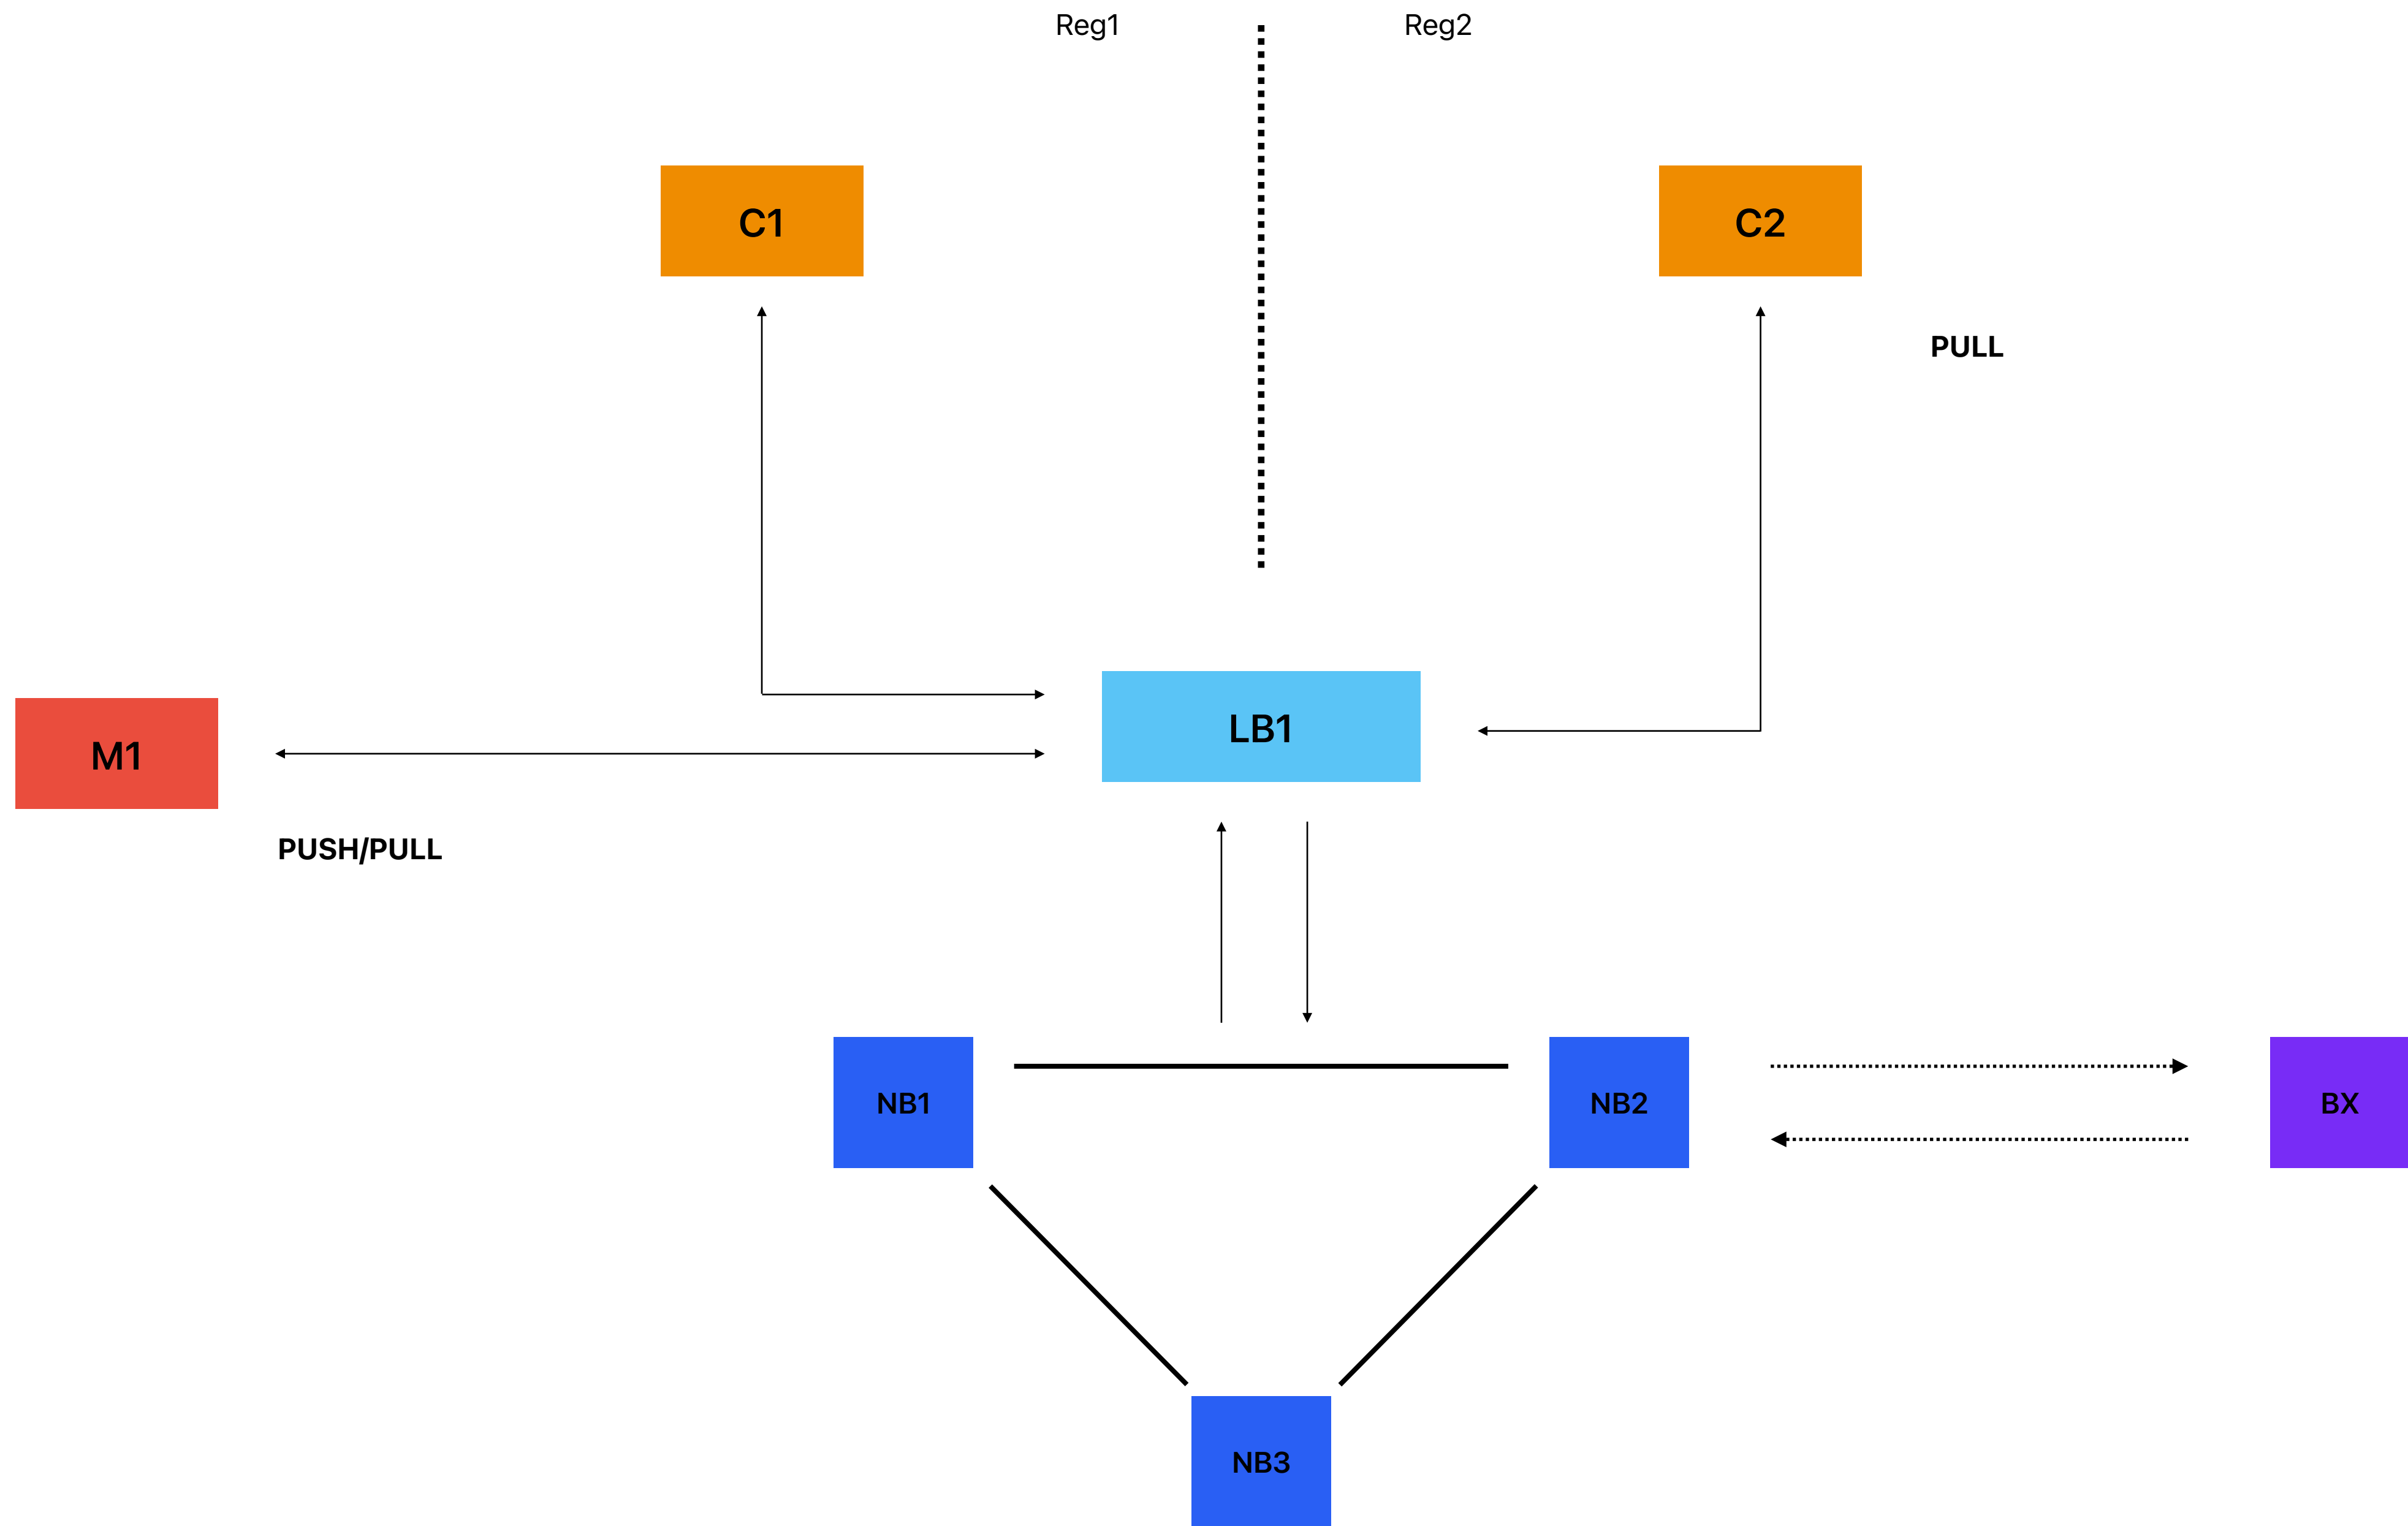 Reg1
Reg2
C1
C2
PULL
LB1
M1
PUSH/PULL
NB1
NB2
BX
NB3